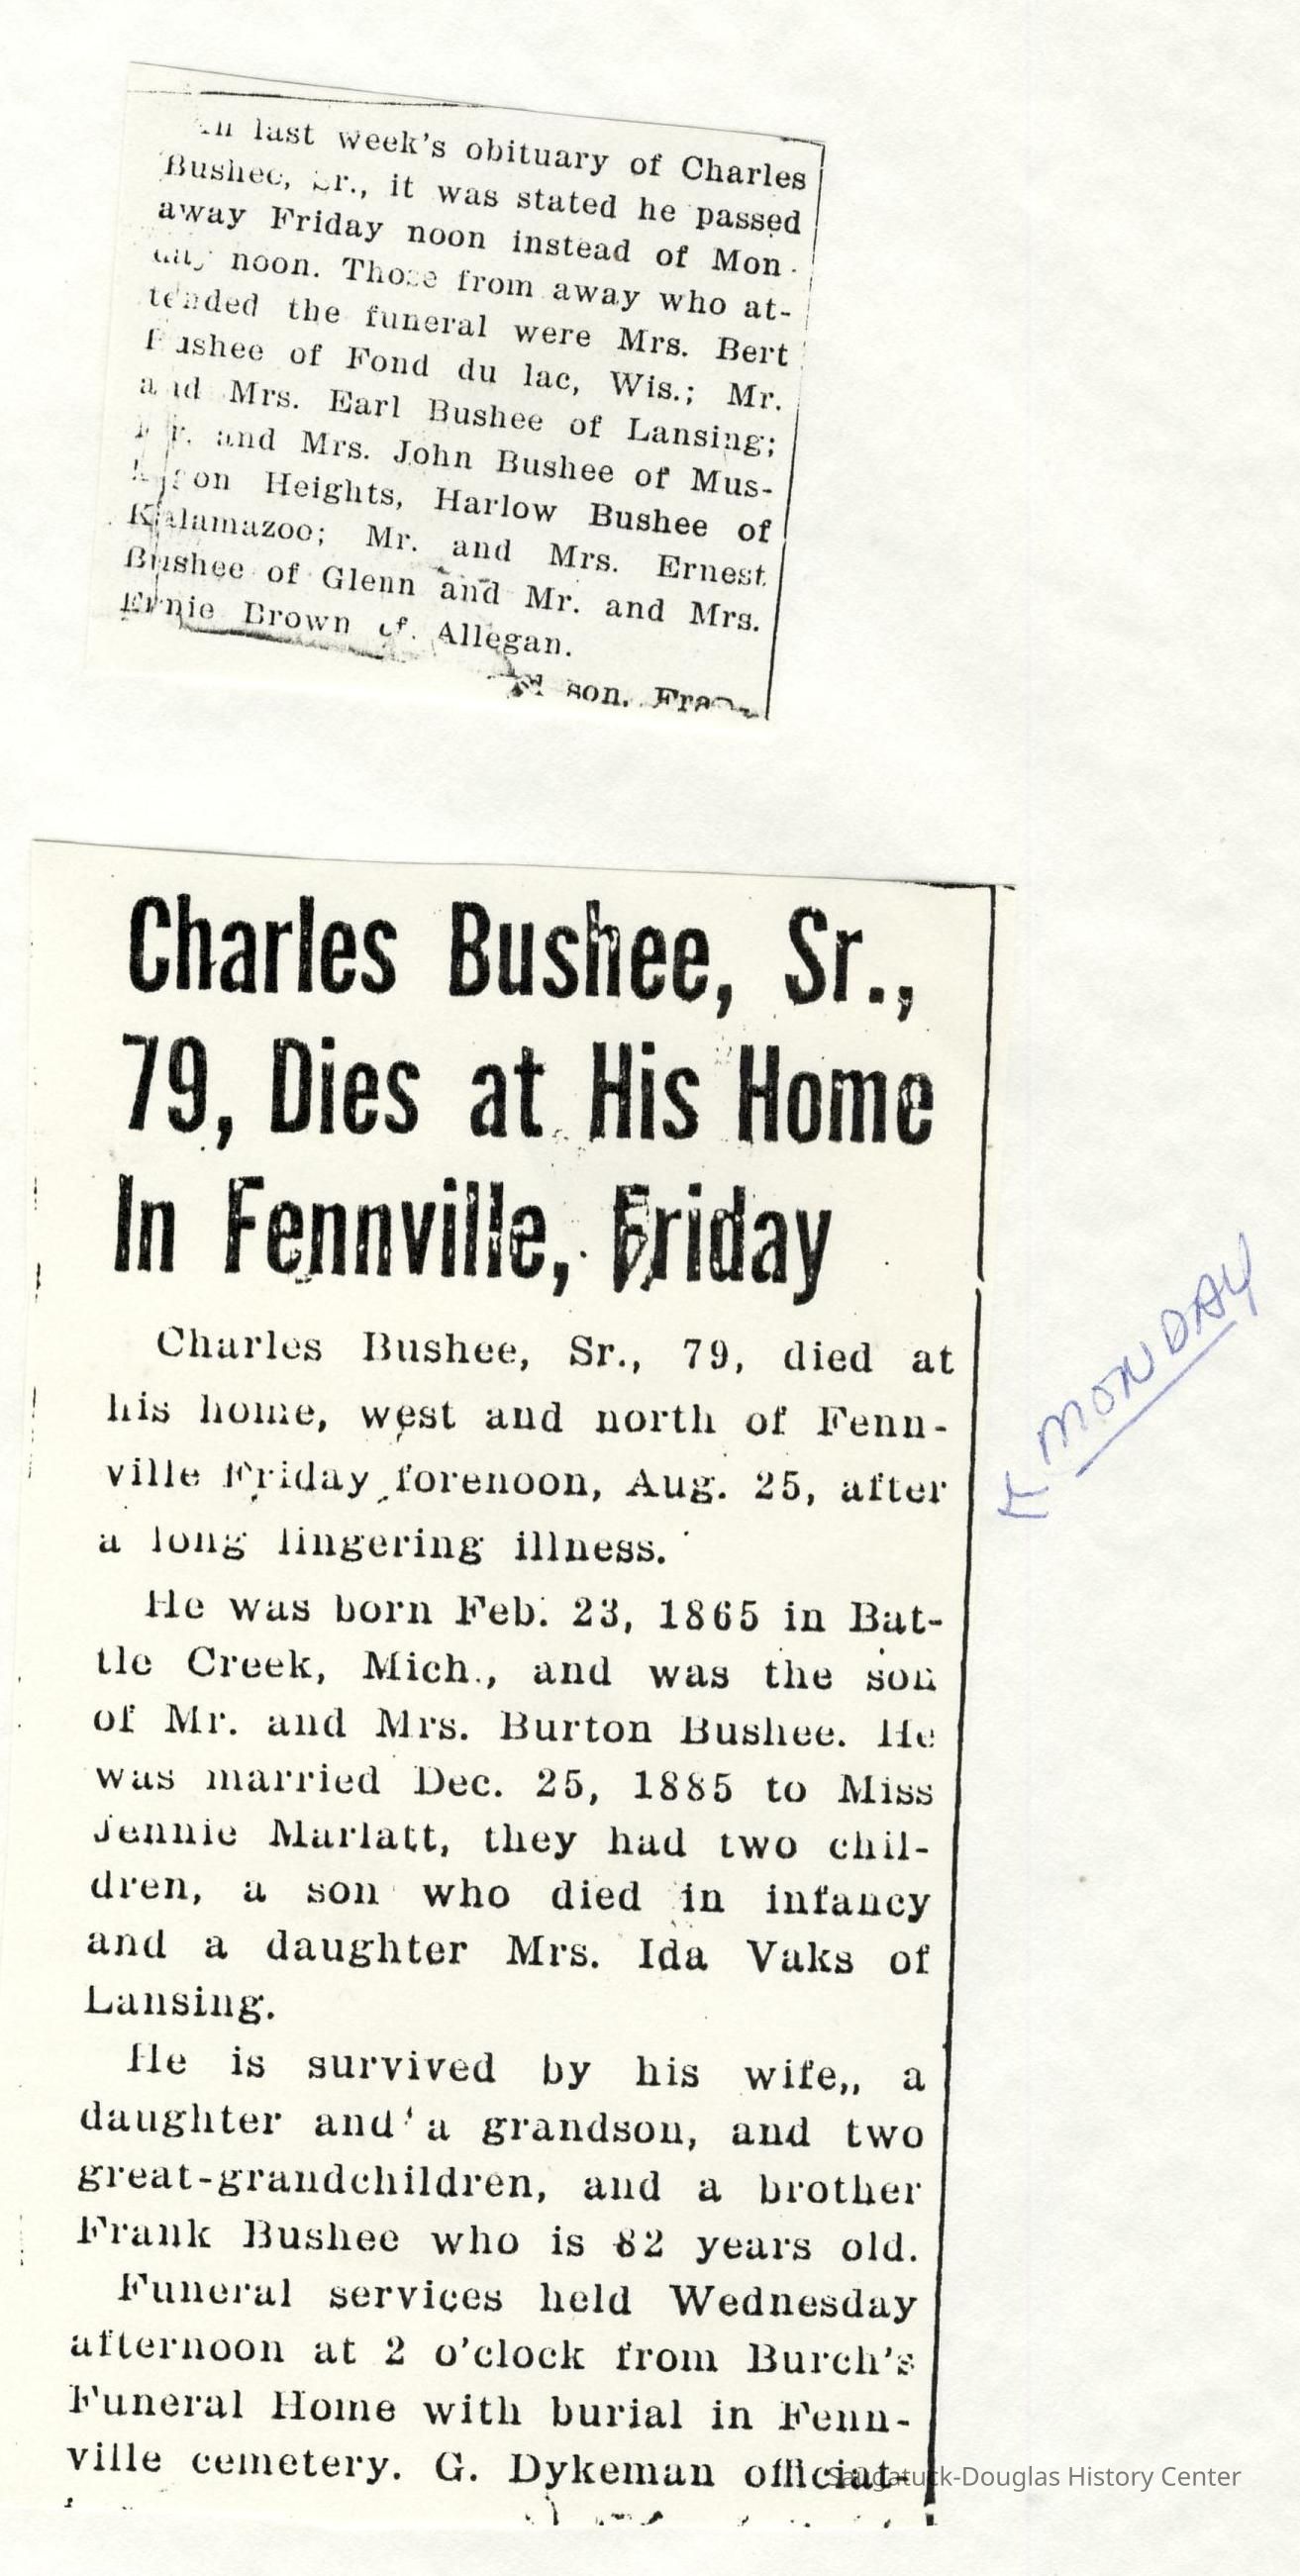 In last week's obituary of Charles
Bushee, Sr., it was stated he passed
away Friday noon instead of Mon-
day noon. Those from away who at-
tended the funeral were Mrs. Bert
Bushee of Fond du lac, Wis.; Mr.
and Mrs. Earl Bushee of Lansing;
Mr. and Mrs. John Bushee of Mus-
kegon Heights, Harlow Bushee of
Kalamazoo; Mr. and Mrs. Ernest
Bushee of Glenn and Mr. and Mrs.
Ernie Brown of Allegan.
son, Fran
Charles Bushee, Sr.,
79, Dies at His Home
In Fennville, Friday
Charles Bushee, Sr., 79, died at
his home, west and north of Fenn-
ville Friday forenoon, Aug. 25, after
a long lingering illness.
MONDAY
He was born Feb. 23, 1865 in Bat-
tle Creek, Mich., and was the son
of Mr. and Mrs. Burton Bushee. He
was married Dec. 25, 1885 to Miss
Jennie Marlatt, they had two chil-
dren, a son who died in infancy
and a daughter Mrs. Ida Vaks of
Lansing.
He is survived by his wife,, a
daughter and a grandson, and two
great-grandchildren, and a brother
Frank Bushee who is 82 years old.
Funeral services held Wednesday
afternoon at 2 o'clock from Burch's
Funeral Home with burial in Fenn-
ville cemetery. G. Dykeman officiat-
Saugatuck-Douglas History Center